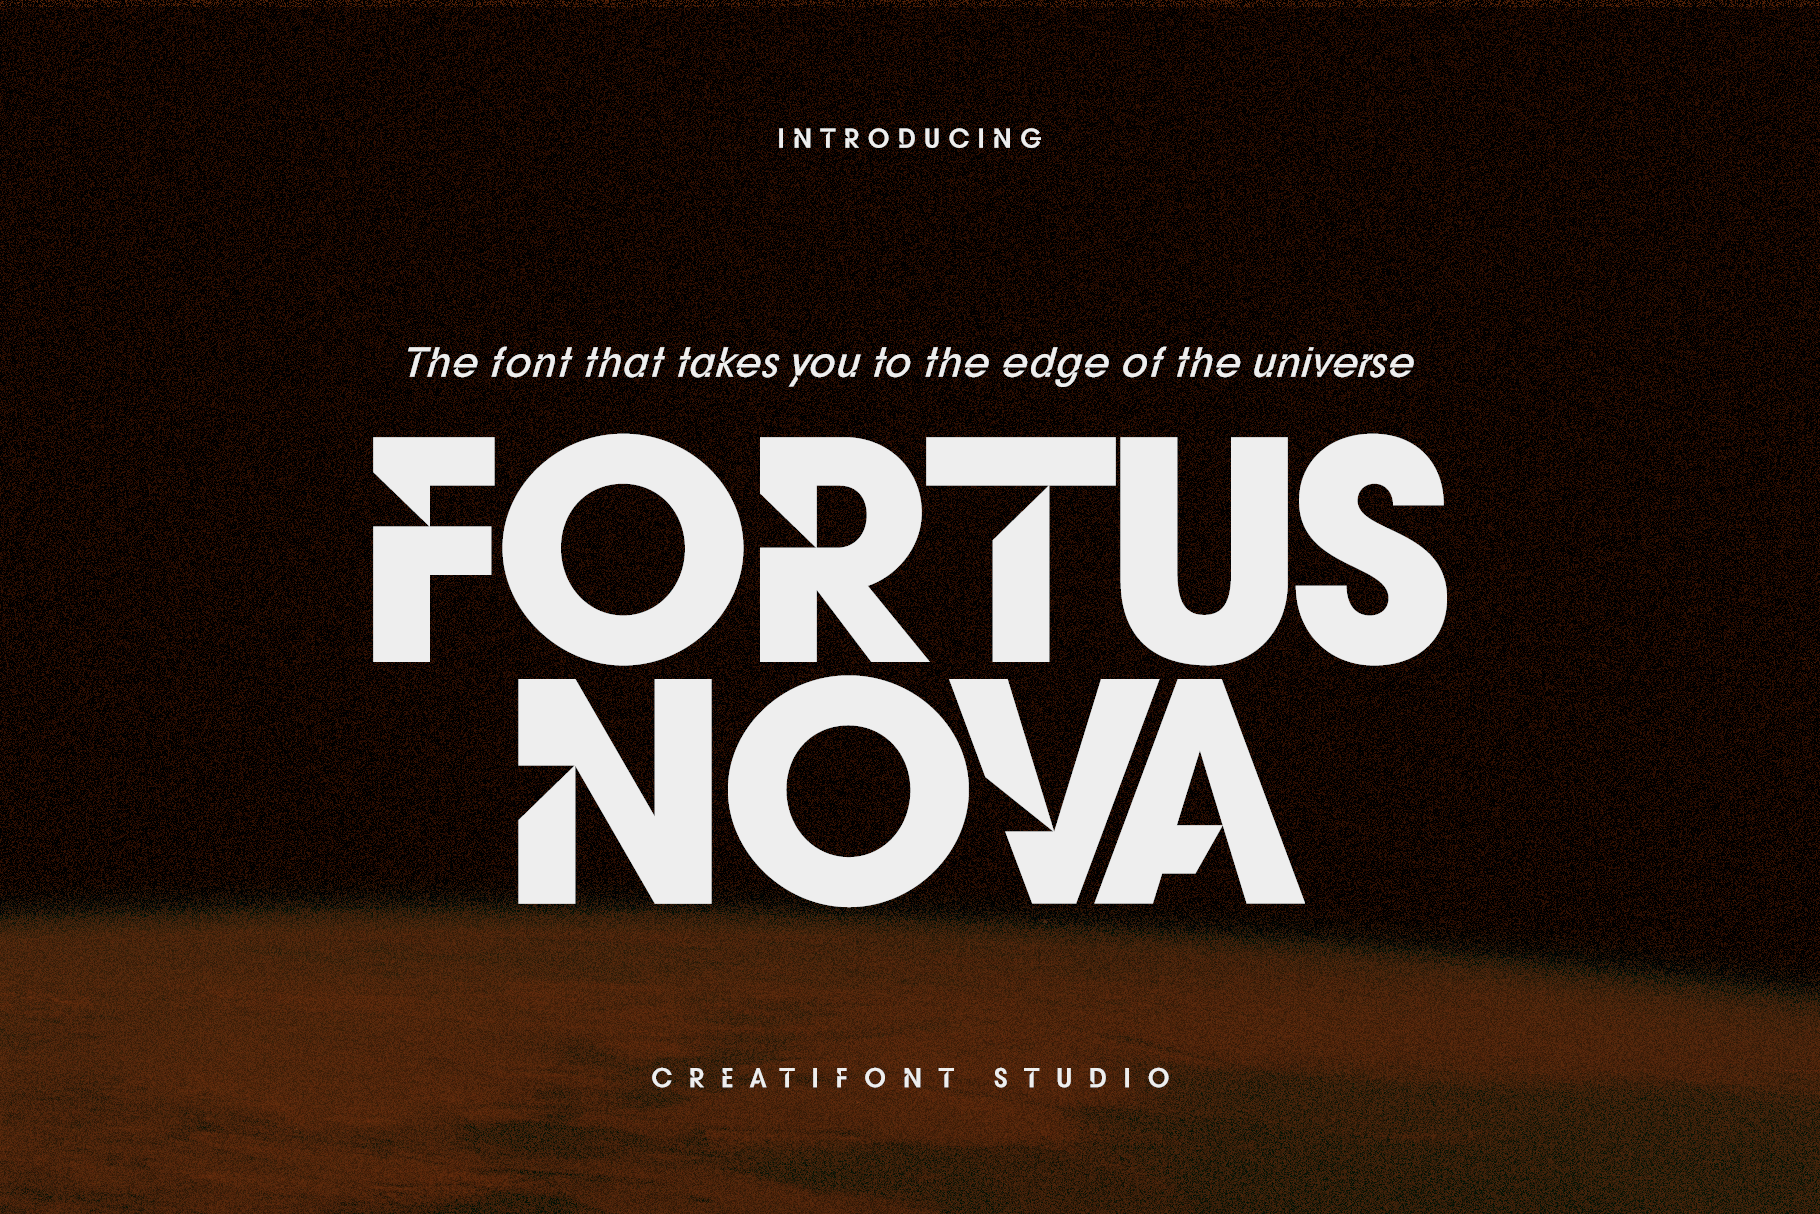 INTRODUCING
The font that takes you to the edge of the universe
FORTUS
NOVA
CREATIFONT STUDIO